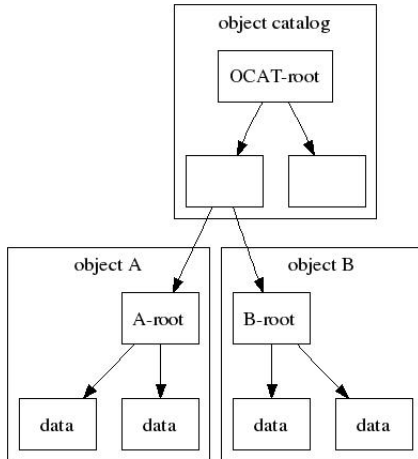 object catalog
OCAT-root
object A
object B
A-root
B-root
data
data
data
data